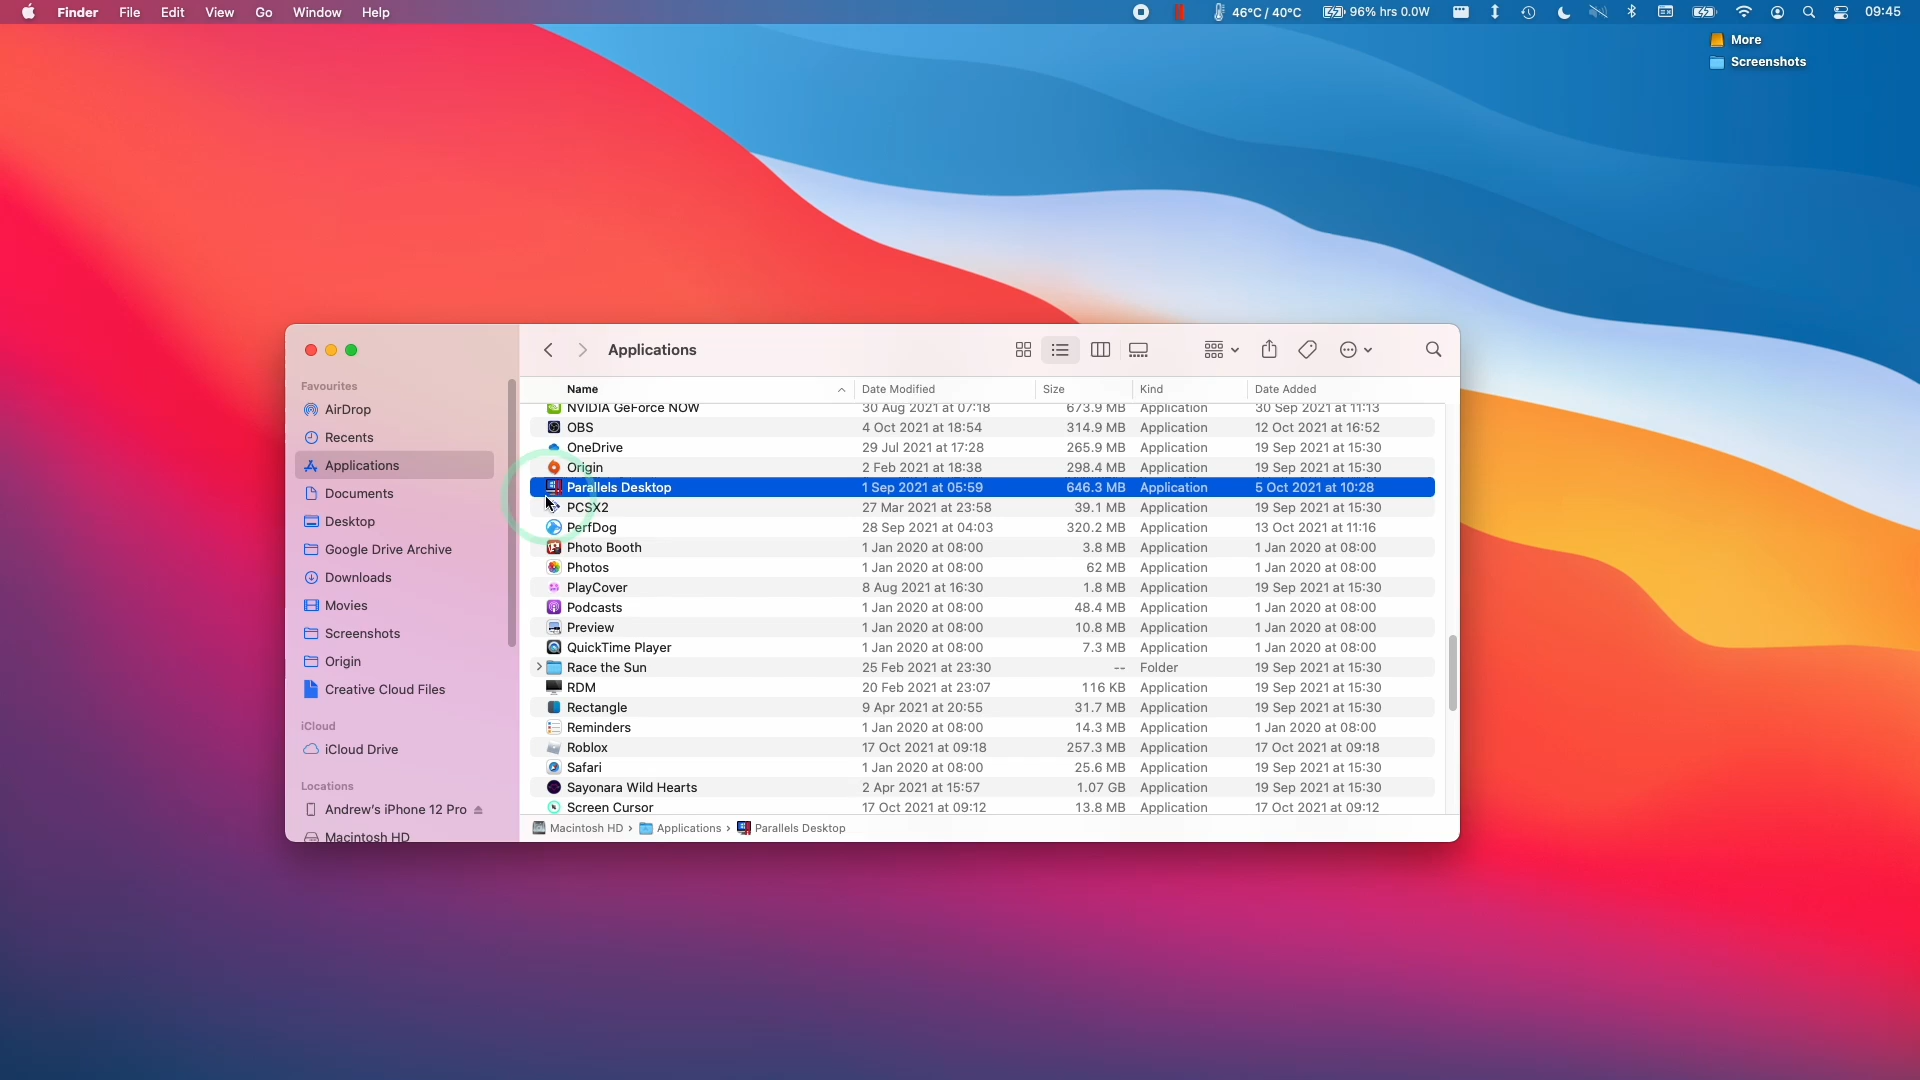 Finder File Edit View Go Window Help 46°C / 40°C 96% hrs 0.0W 09:45
More
Screenshots
Applications
Favourites
AirDrop
Recents
Applications
Documents
Desktop
Google Drive Archive
Downloads
Movies
Screenshots
Origin
Creative Cloud Files
iCloud
iCloud Drive
Locations
Andrew's iPhone 12 Pro
Macintosh HD
Name Date Modified Size Kind Date Added
NVIDIA GeForce NOW 30 Aug 2021 at 07:18 673.9 MB Application 30 Sep 2021 at 11:13
OBS 4 Oct 2021 at 18:54 314.9 MB Application 12 Oct 2021 at 16:52
OneDrive 29 Jul 2021 at 17:28 265.9 MB Application 19 Sep 2021 at 15:30
Origin 2 Feb 2021 at 18:38 298.4 MB Application 19 Sep 2021 at 15:30
Parallels Desktop 1 Sep 2021 at 05:59 646.3 MB Application 5 Oct 2021 at 10:28
PCSX2 27 Mar 2021 at 23:58 39.1 MB Application 19 Sep 2021 at 15:30
PerfDog 28 Sep 2021 at 04:03 320.2 MB Application 13 Oct 2021 at 11:16
Photo Booth 1 Jan 2020 at 08:00 3.8 MB Application 1 Jan 2020 at 08:00
Photos 1 Jan 2020 at 08:00 62 MB Application 1 Jan 2020 at 08:00
PlayCover 8 Aug 2021 at 16:30 1.8 MB Application 19 Sep 2021 at 15:30
Podcasts 1 Jan 2020 at 08:00 48.4 MB Application 1 Jan 2020 at 08:00
Preview 1 Jan 2020 at 08:00 10.8 MB Application 1 Jan 2020 at 08:00
QuickTime Player 1 Jan 2020 at 08:00 7.3 MB Application 1 Jan 2020 at 08:00
Race the Sun 25 Feb 2021 at 23:30 -- Folder 19 Sep 2021 at 15:30
RDM 20 Feb 2021 at 23:07 116 KB Application 19 Sep 2021 at 15:30
Rectangle 9 Apr 2021 at 20:55 31.7 MB Application 19 Sep 2021 at 15:30
Reminders 1 Jan 2020 at 08:00 14.3 MB Application 1 Jan 2020 at 08:00
Roblox 17 Oct 2021 at 09:18 257.3 MB Application 17 Oct 2021 at 09:18
Safari 1 Jan 2020 at 08:00 25.6 MB Application 19 Sep 2021 at 15:30
Sayonara Wild Hearts 2 Apr 2021 at 15:57 1.07 GB Application 19 Sep 2021 at 15:30
Screen Cursor 17 Oct 2021 at 09:12 13.8 MB Application 17 Oct 2021 at 09:12
Macintosh HD › Applications › Parallels Desktop